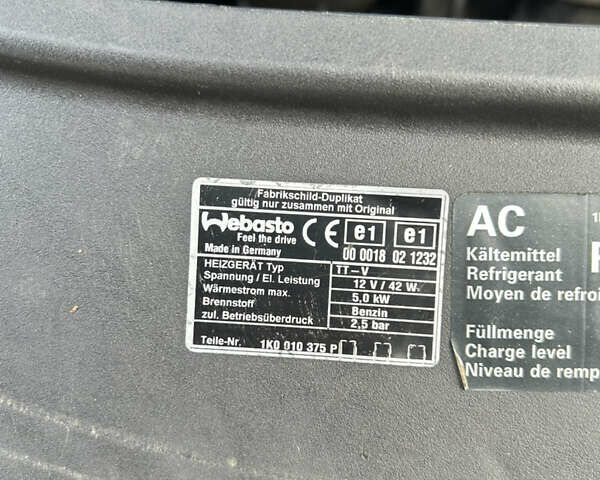 Fabrikschild-Duplikat
gültig nur zusammen mit Original
Webasto
Feel the drive
Made in Germany
CE e1 e1
00 0018 02 1232
HEIZGERÄT Typ TT-V
Spannung / El. Leistung 12 V / 42 W
Wärmestrom max. 5,0 kW
Brennstoff Benzin
zul. Betriebsüberdruck 2,5 bar
Teile-Nr. 1K0 010 375 P
AC
Kältemittel
Refrigerant
Moyen de refroi
Füllmenge
Charge level
Niveau de remp